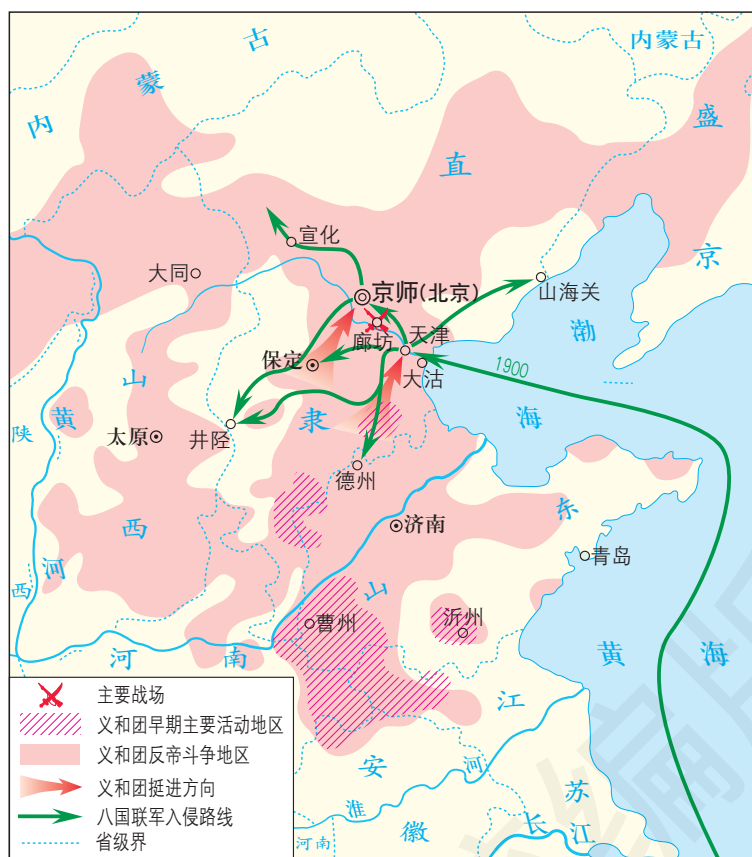 内蒙古
内蒙古
盛京
直隶
宣化
大同
京师(北京)
山海关
渤海
廊坊
天津
保定
大沽
1900
山西
黄河
陕西
太原
井陉
德州
济南
山东
青岛
曹州
沂州
河南
黄海
江苏
安徽
淮河
长江
河南
主要战场
义和团早期主要活动地区
义和团反帝斗争地区
义和团挺进方向
八国联军入侵路线
省级界
编